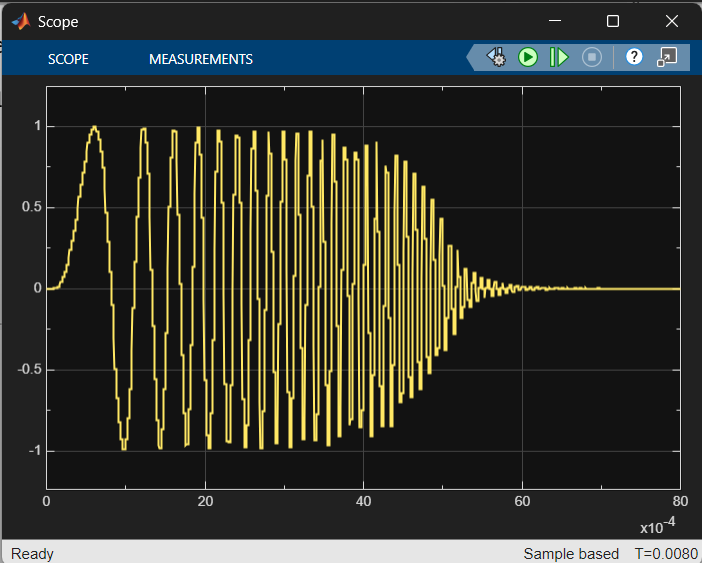 Scope
SCOPE MEASUREMENTS
?
1
0.5
0
-0.5
-1
0 20 40 60 80
x10⁻⁴
Ready Sample based T=0.0080